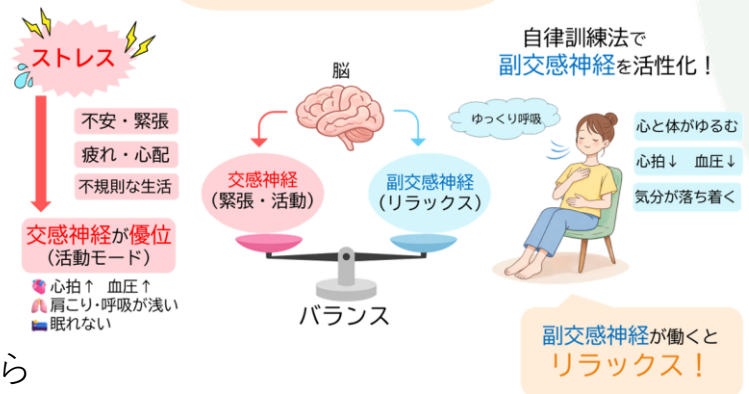 ストレス
不安・緊張
疲れ・心配
不規則な生活
交感神経が優位
(活動モード)
心拍↑ 血圧↑
肩こり・呼吸が浅い
眠れない
脳
交感神経
(緊張・活動)
副交感神経
(リラックス)
バランス
自律訓練法で
副交感神経を活性化！
ゆっくり呼吸
心と体がゆるむ
心拍↓ 血圧↓
気分が落ち着く
副交感神経が働くと
リラックス！
ら